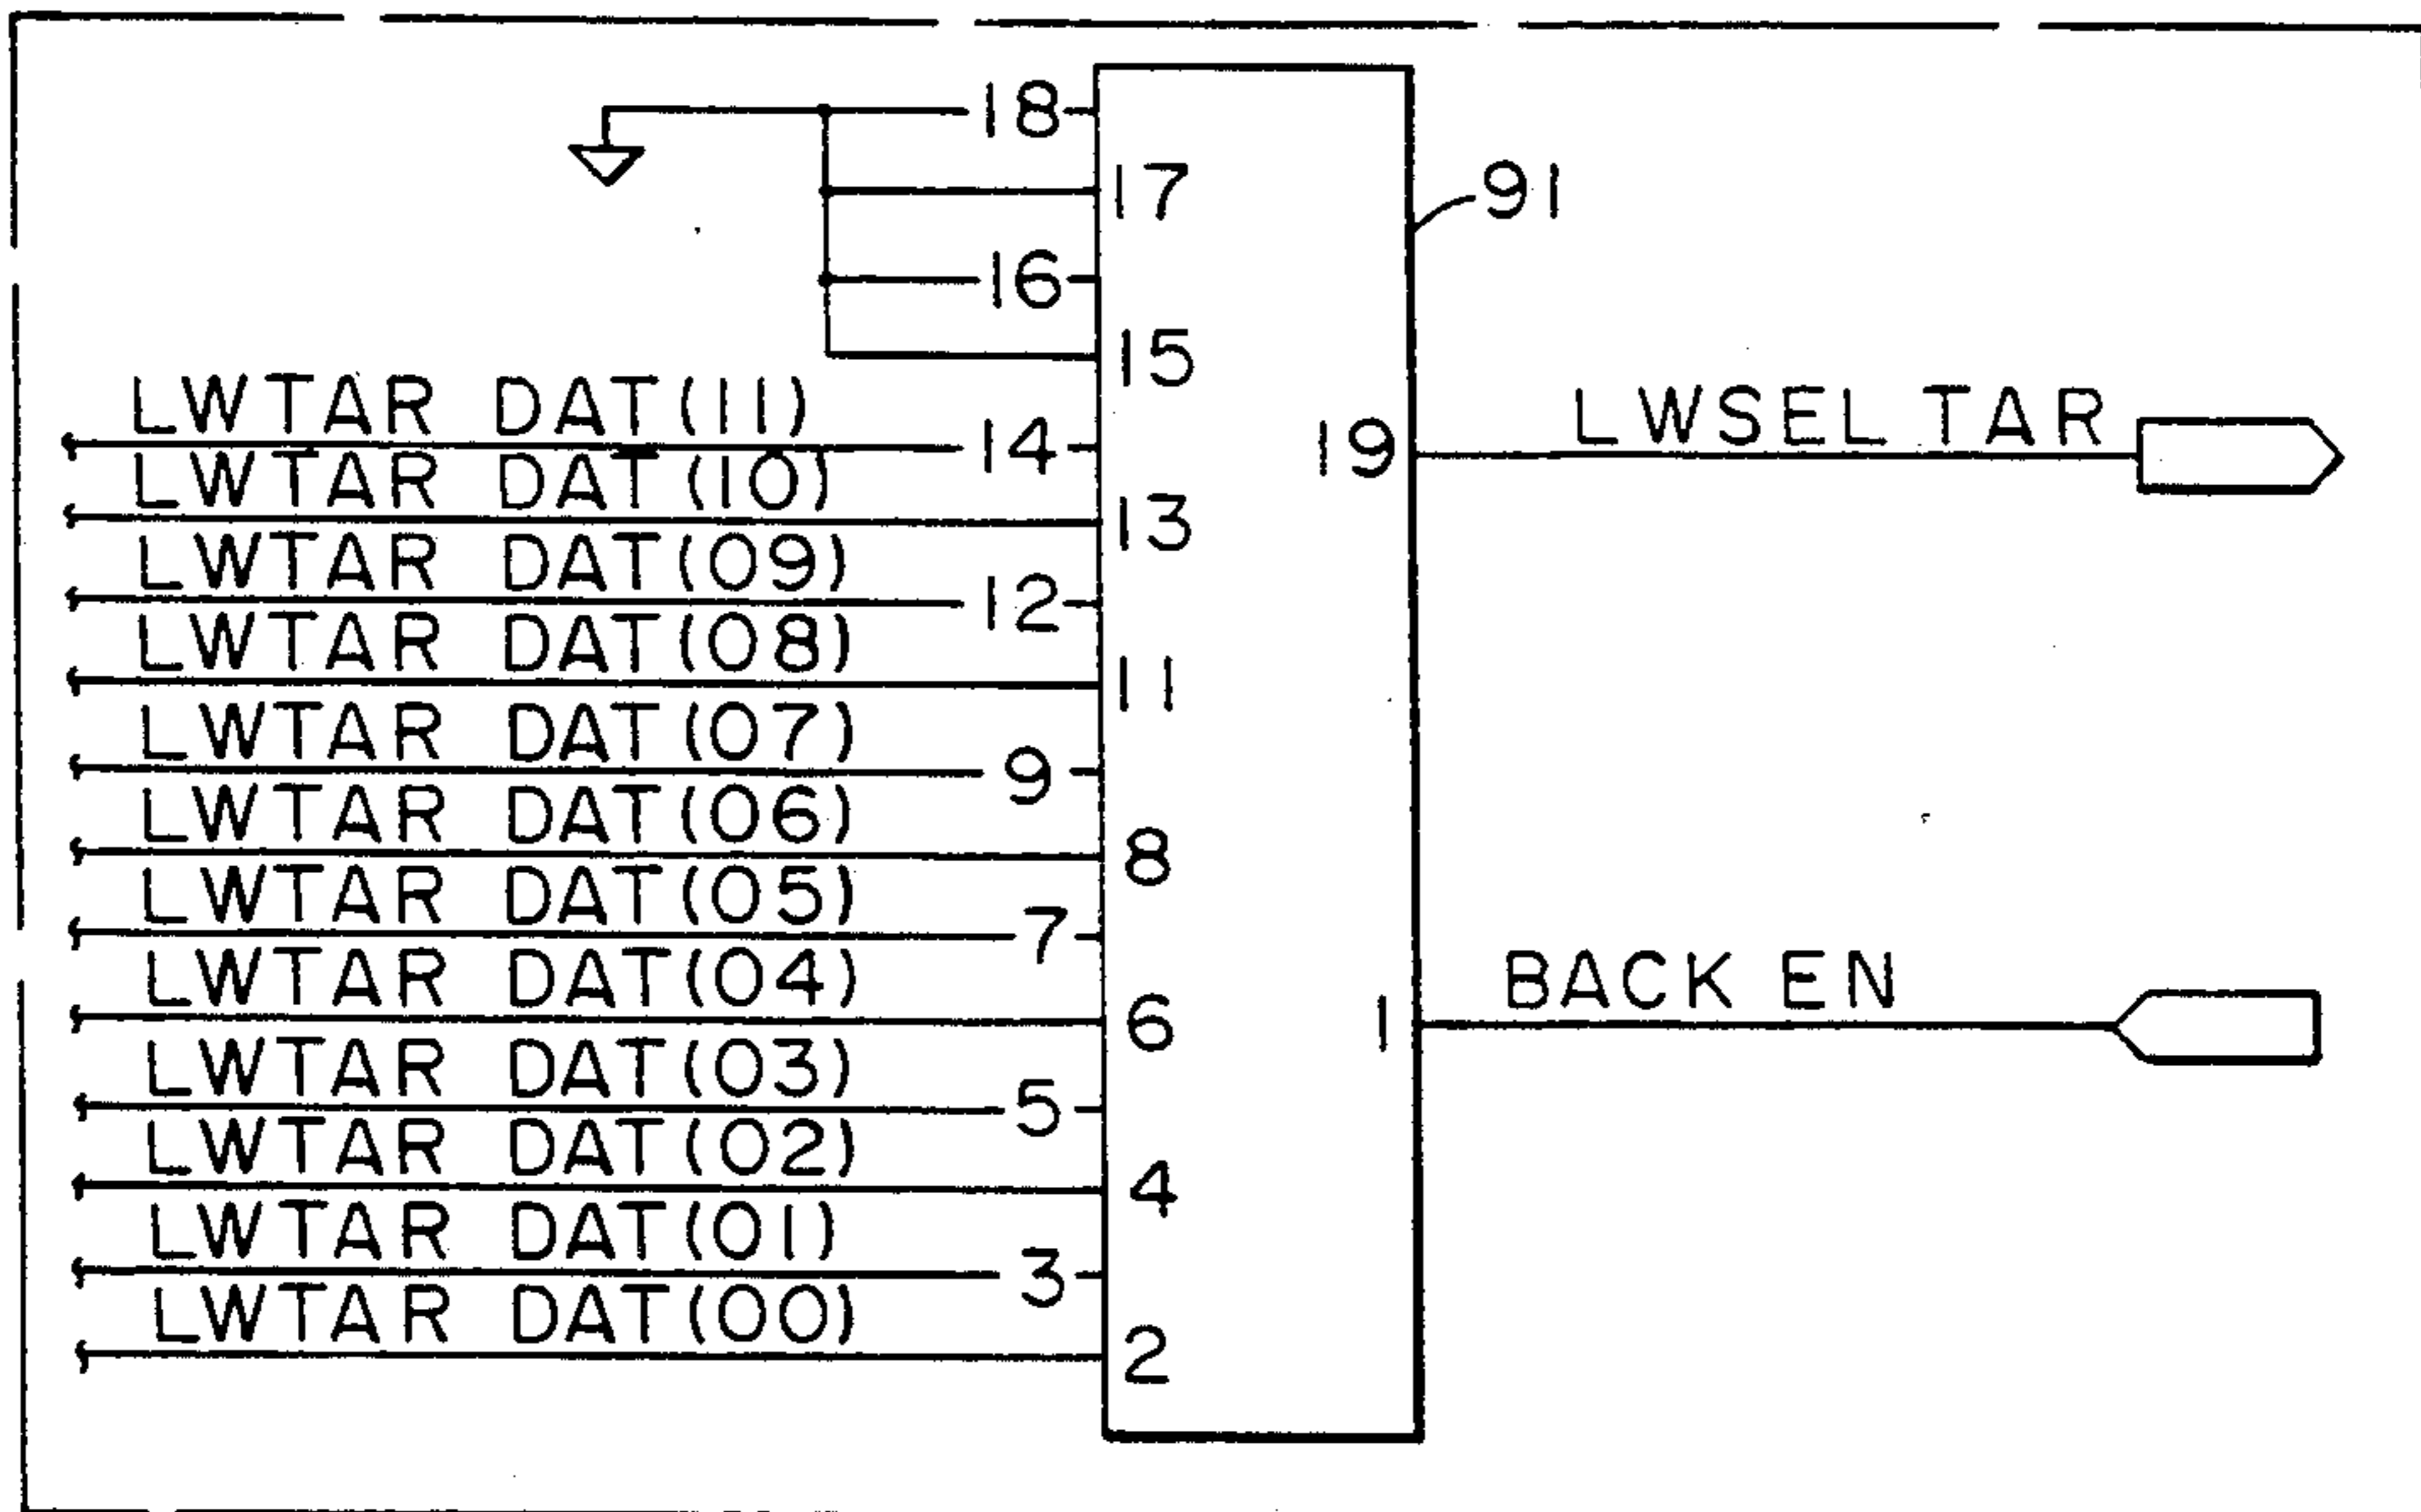 18
17
91
16
15
LWTAR DAT(11)
14
19
LWSEL TAR
LWTAR DAT(10)
13
LWTAR DAT(09)
12
LWTAR DAT(08)
11
LWTAR DAT(07)
9
LWTAR DAT(06)
8
LWTAR DAT(05)
7
LWTAR DAT(04)
6
1
BACK EN
LWTAR DAT(03)
5
LWTAR DAT(02)
4
LWTAR DAT(01)
3
LWTAR DAT(00)
2